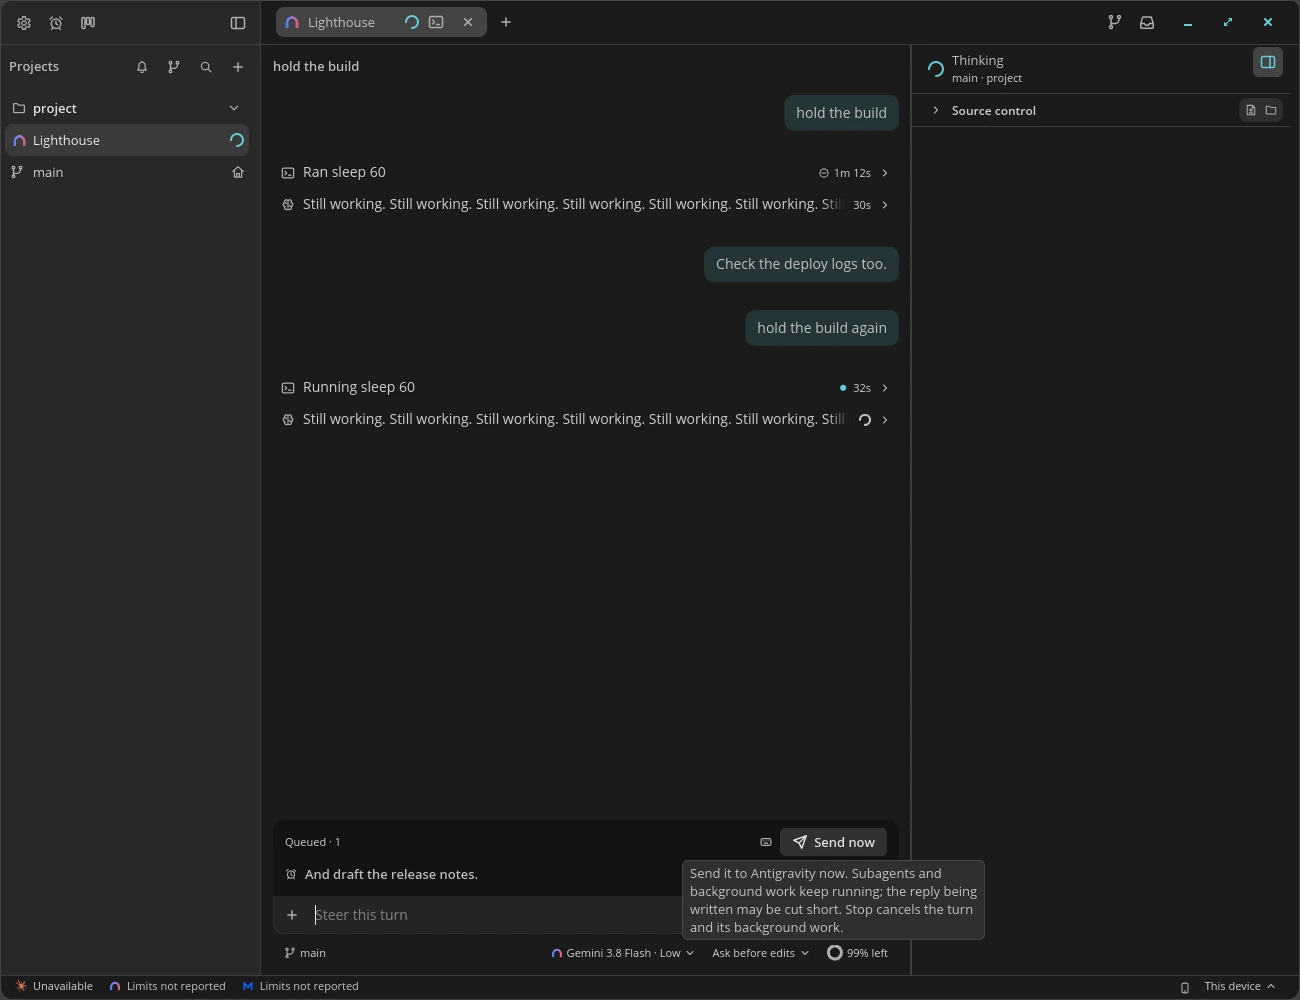 Lighthouse
Projects
hold the build
Thinking
main · project
project
hold the build
Source control
Lighthouse
main
Ran sleep 60
1m 12s
Still working. Still working. Still working. Still working. Still working. Still working. Still
30s
Check the deploy logs too.
hold the build again
Running sleep 60
32s
Still working. Still working. Still working. Still working. Still working. Still working. Still
Queued · 1
Send now
And draft the release notes.
Send it to Antigravity now. Subagents and
background work keep running; the reply being
written may be cut short. Stop cancels the turn
and its background work.
Steer this turn
main
Gemini 3.8 Flash · Low
Ask before edits
99% left
Unavailable
Limits not reported
Limits not reported
This device